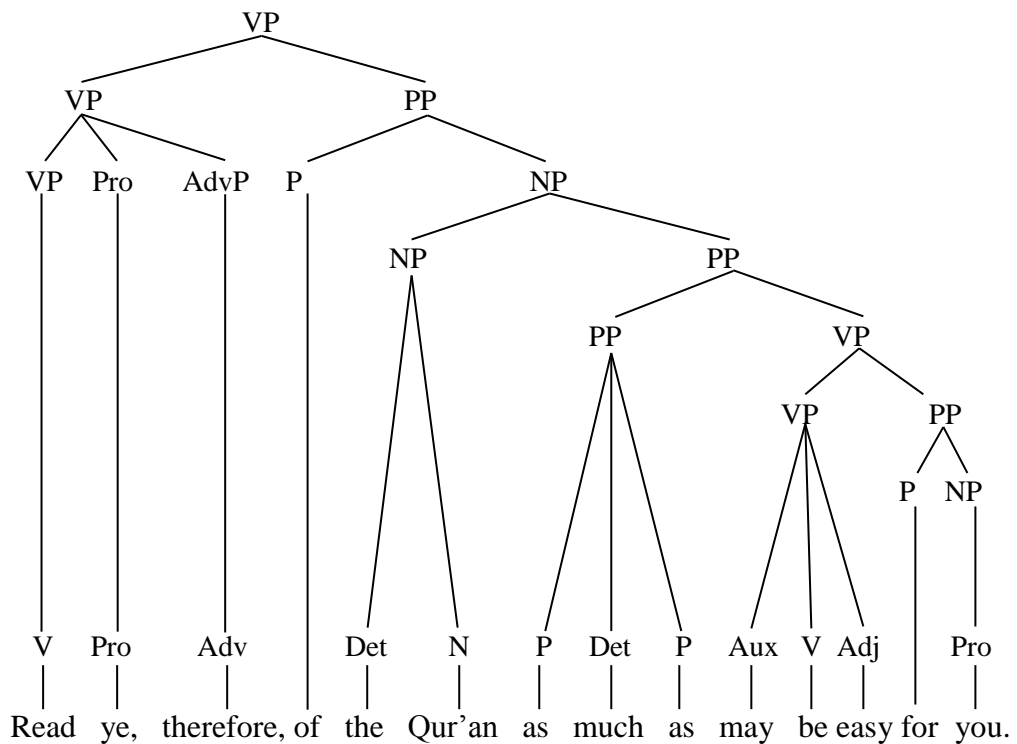 VP
VP PP
VP Pro AdvP P NP
NP PP
PP VP
VP PP
P NP
V Pro Adv Det N P Det P Aux V Adj Pro
Read ye, therefore, of the Qur’an as much as may be easy for you.